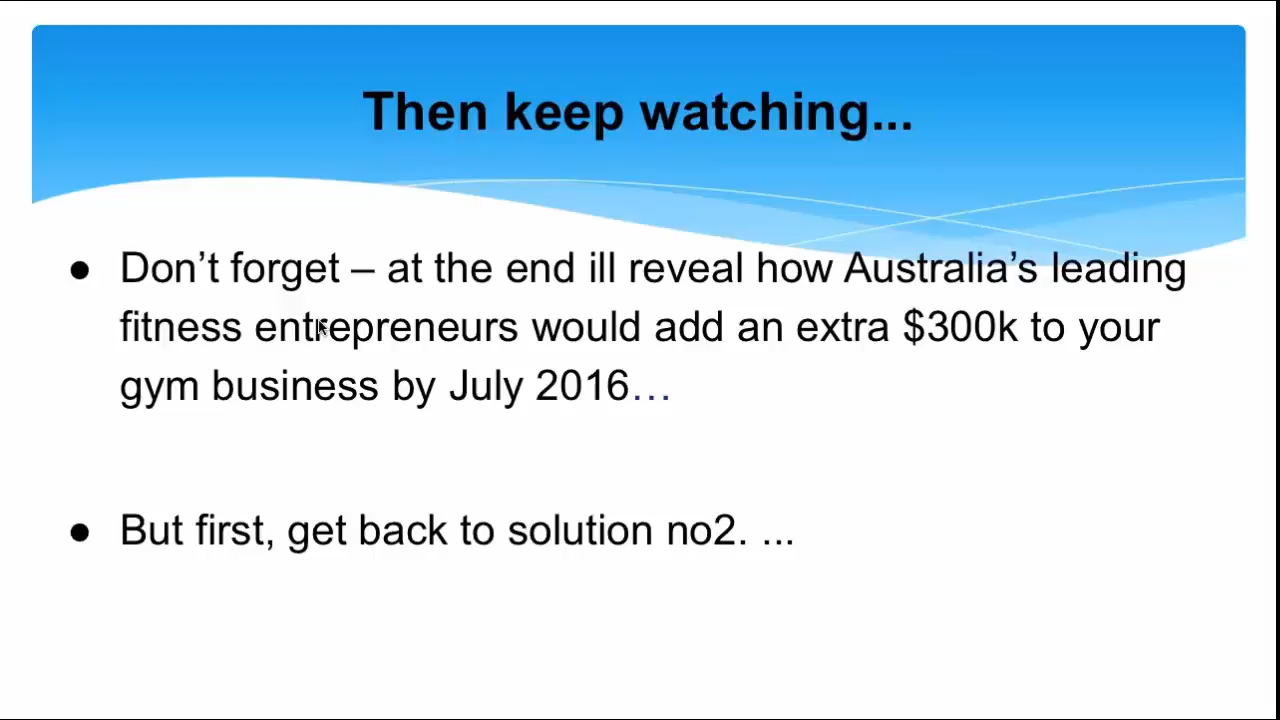 Then keep watching...
● Don’t forget – at the end ill reveal how Australia’s leading
fitness entrepreneurs would add an extra $300k to your
gym business by July 2016…
● But first, get back to solution no2. ...